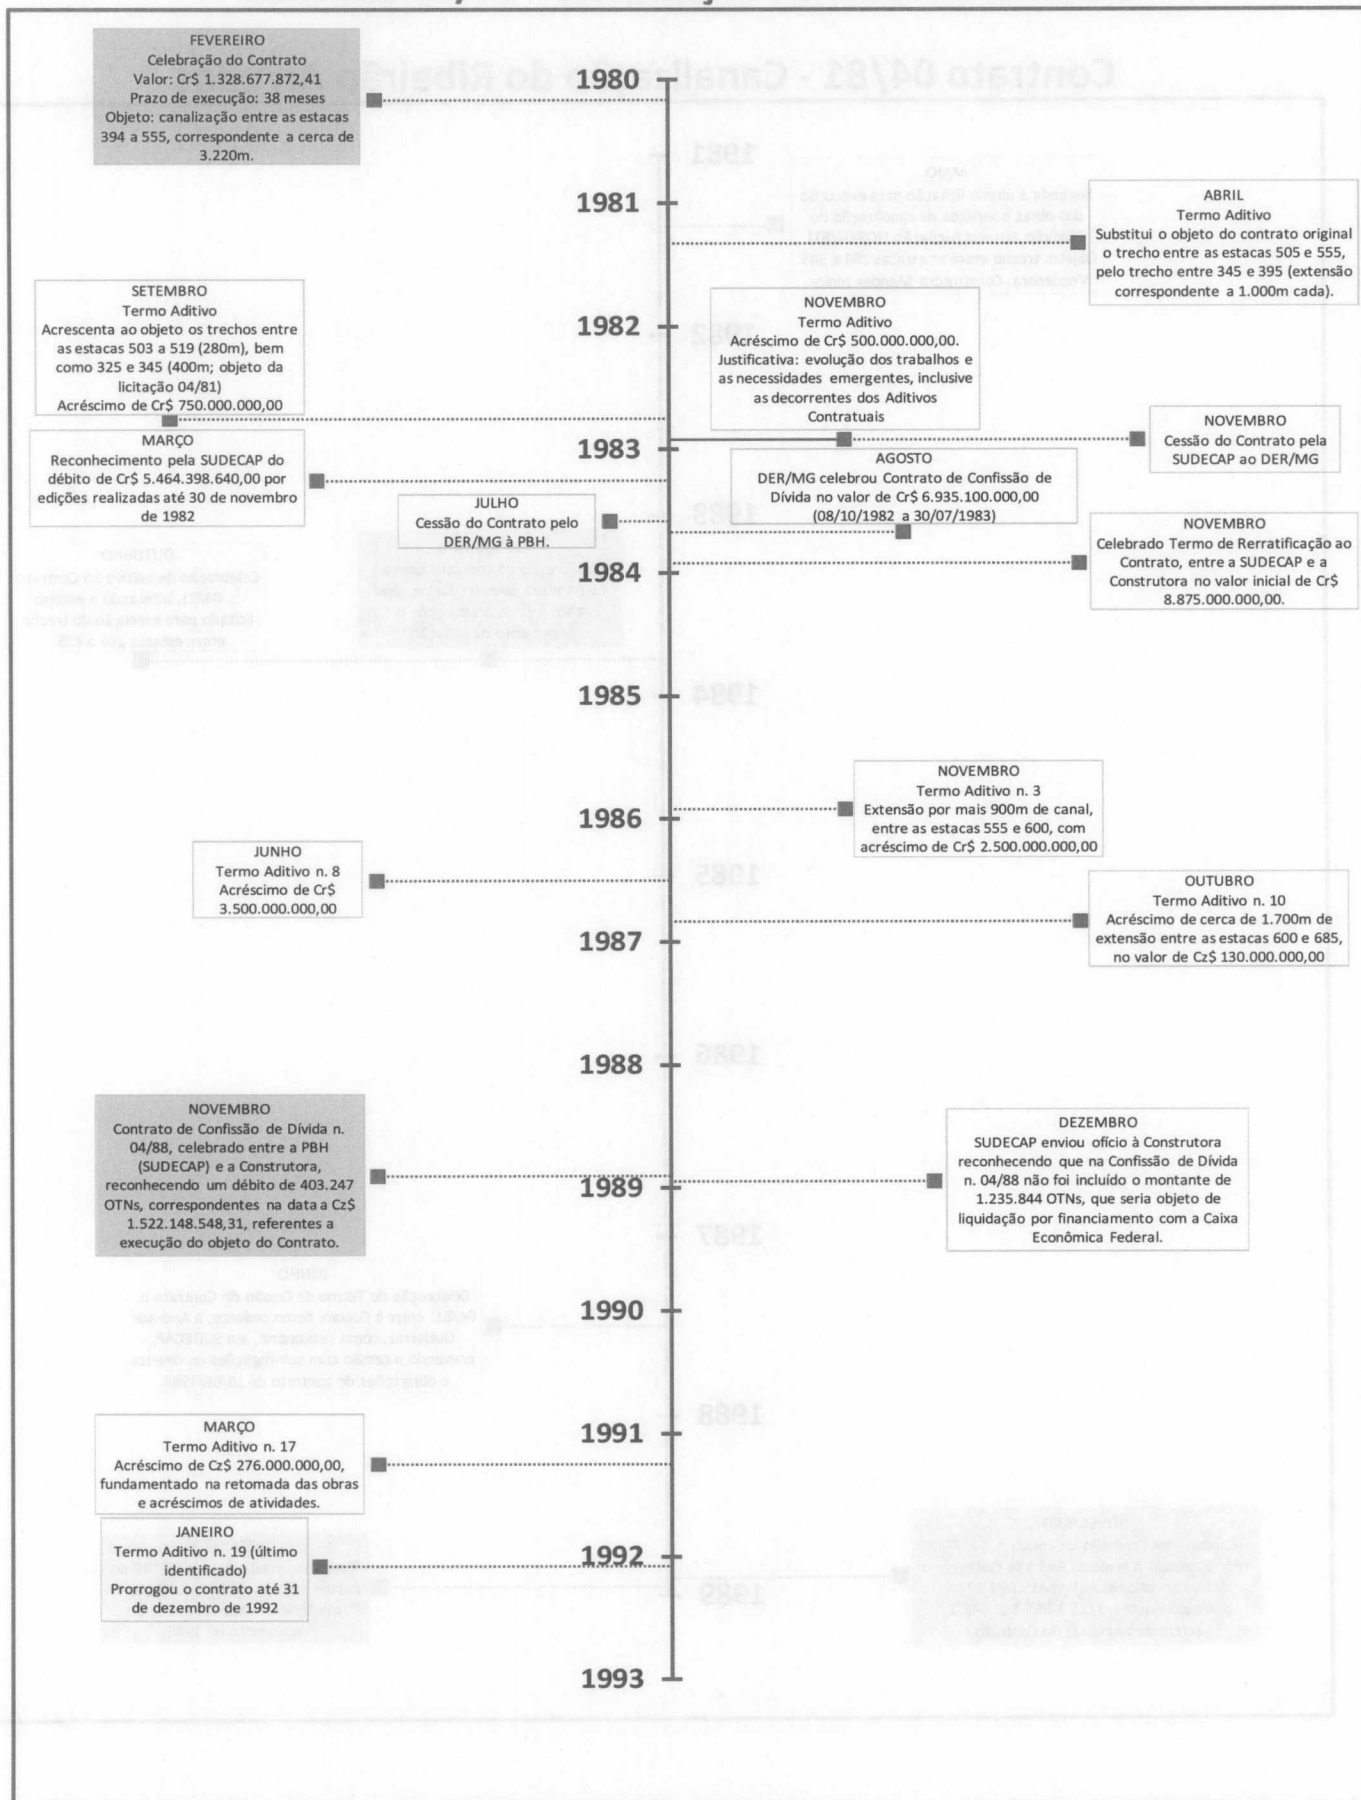 FEVEREIRO
Celebração do Contrato
Valor: Cr$ 1.328.677.872,41
Prazo de execução: 38 meses
Objeto: canalização entre as estacas
394 a 555, correspondente a cerca de
3.220m.
1980
1981
ABRIL
Termo Aditivo
Substitui o objeto do contrato original
o trecho entre as estacas 505 e 555,
pelo trecho entre 345 e 395 (extensão
correspondente a 1.000m cada).
SETEMBRO
Termo Aditivo
Acrescenta ao objeto os trechos entre
as estacas 503 a 519 (280m), bem
como 325 e 345 (400m; objeto da
licitação 04/81)
Acréscimo de Cr$ 750.000.000,00
1982
NOVEMBRO
Termo Aditivo
Acréscimo de Cr$ 500.000.000,00.
Justificativa: evolução dos trabalhos e
as necessidades emergentes, inclusive
as decorrentes dos Aditivos
Contratuais
NOVEMBRO
Cessão do Contrato pela
SUDECAP ao DER/MG
1983
MARÇO
Reconhecimento pela SUDECAP do
débito de Cr$ 5.464.398.640,00 por
edições realizadas até 30 de novembro
de 1982
JULHO
Cessão do Contrato pelo
DER/MG à PBH.
AGOSTO
DER/MG celebrou Contrato de Confissão de
Dívida no valor de Cr$ 6.935.100.000,00
(08/10/1982 a 30/07/1983)
NOVEMBRO
Celebrado Termo de Rerratificação ao
Contrato, entre a SUDECAP e a
Construtora no valor inicial de Cr$
8.875.000.000,00.
1984
1985
NOVEMBRO
Termo Aditivo n. 3
Extensão por mais 900m de canal,
entre as estacas 555 e 600, com
acréscimo de Cr$ 2.500.000.000,00
1986
JUNHO
Termo Aditivo n. 8
Acréscimo de Cr$
3.500.000.000,00
OUTUBRO
Termo Aditivo n. 10
Acréscimo de cerca de 1.700m de
extensão entre as estacas 600 e 685,
no valor de Cz$ 130.000.000,00
1987
1988
NOVEMBRO
Contrato de Confissão de Dívida n.
04/88, celebrado entre a PBH
(SUDECAP) e a Construtora,
reconhecendo um débito de 403.247
OTNs, correspondentes na data a Cz$
1.522.148.548,31, referentes a
execução do objeto do Contrato.
DEZEMBRO
SUDECAP enviou ofício à Construtora
reconhecendo que na Confissão de Dívida
n. 04/88 não foi incluído o montante de
1.235.844 OTNs, que seria objeto de
liquidação por financiamento com a Caixa
Econômica Federal.
1989
1990
1991
MARÇO
Termo Aditivo n. 17
Acréscimo de Cz$ 276.000.000,00,
fundamentado na retomada das obras
e acréscimos de atividades.
JANEIRO
Termo Aditivo n. 19 (último
identificado)
Prorrogou o contrato até 31
de dezembro de 1992
1992
1993